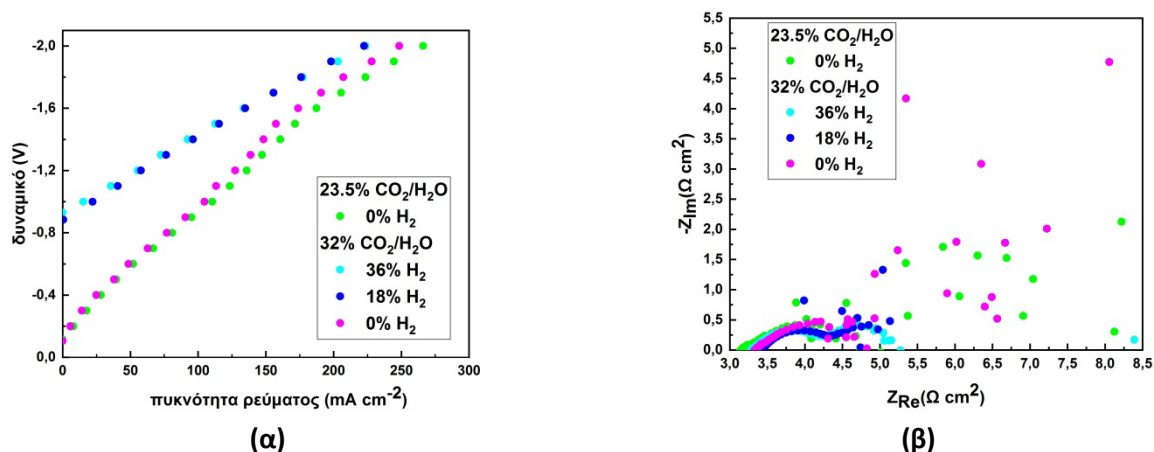 -2,0
-1,6
-1,2
-0,8
-0,4
0,0
δυναμικό (V)
23.5% CO2/H2O
0% H2
32% CO2/H2O
36% H2
18% H2
0% H2
0 50 100 150 200 250 300
πυκνότητα ρεύματος (mA cm-2)
(α)
5,5
5,0
4,5
4,0
3,5
3,0
2,5
2,0
1,5
1,0
0,5
0,0
-ZIm(Ω cm2)
23.5% CO2/H2O
0% H2
32% CO2/H2O
36% H2
18% H2
0% H2
3,0 3,5 4,0 4,5 5,0 5,5 6,0 6,5 7,0 7,5 8,0 8,5
ZRe(Ω cm2)
(β)